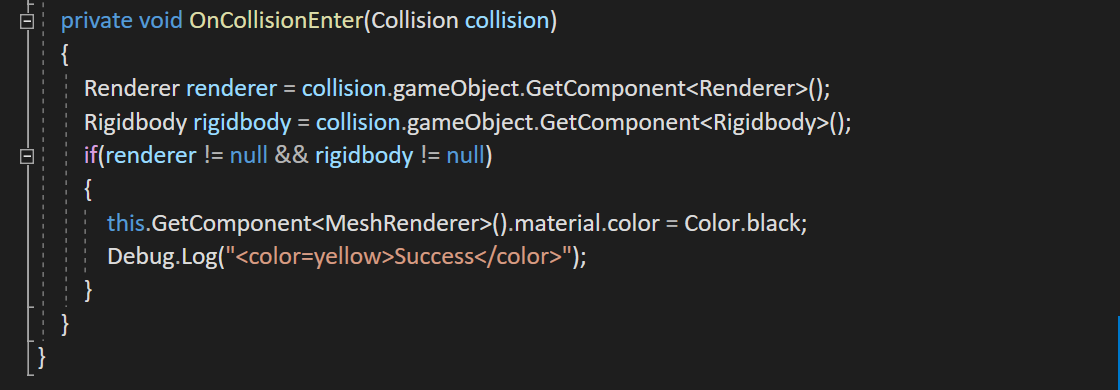 private void OnCollisionEnter(Collision collision)
{
Renderer renderer = collision.gameObject.GetComponent<Renderer>();
Rigidbody rigidbody = collision.gameObject.GetComponent<Rigidbody>();
if(renderer != null && rigidbody != null)
{
this.GetComponent<MeshRenderer>().material.color = Color.black;
Debug.Log("<color=yellow>Success</color>");
}
}
}